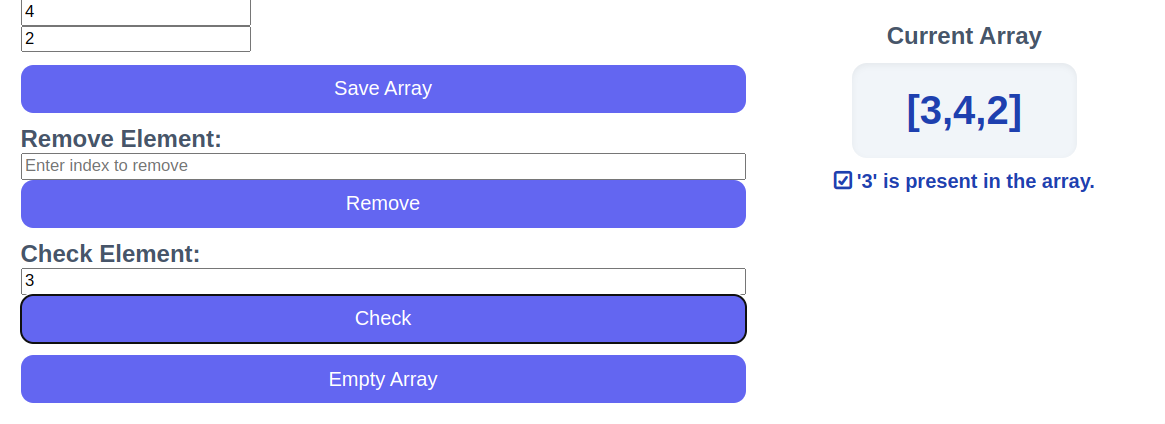 4
2
Save Array
Remove Element:
Enter index to remove
Remove
Check Element:
3
Check
Empty Array
Current Array
[3,4,2]
☑ '3' is present in the array.